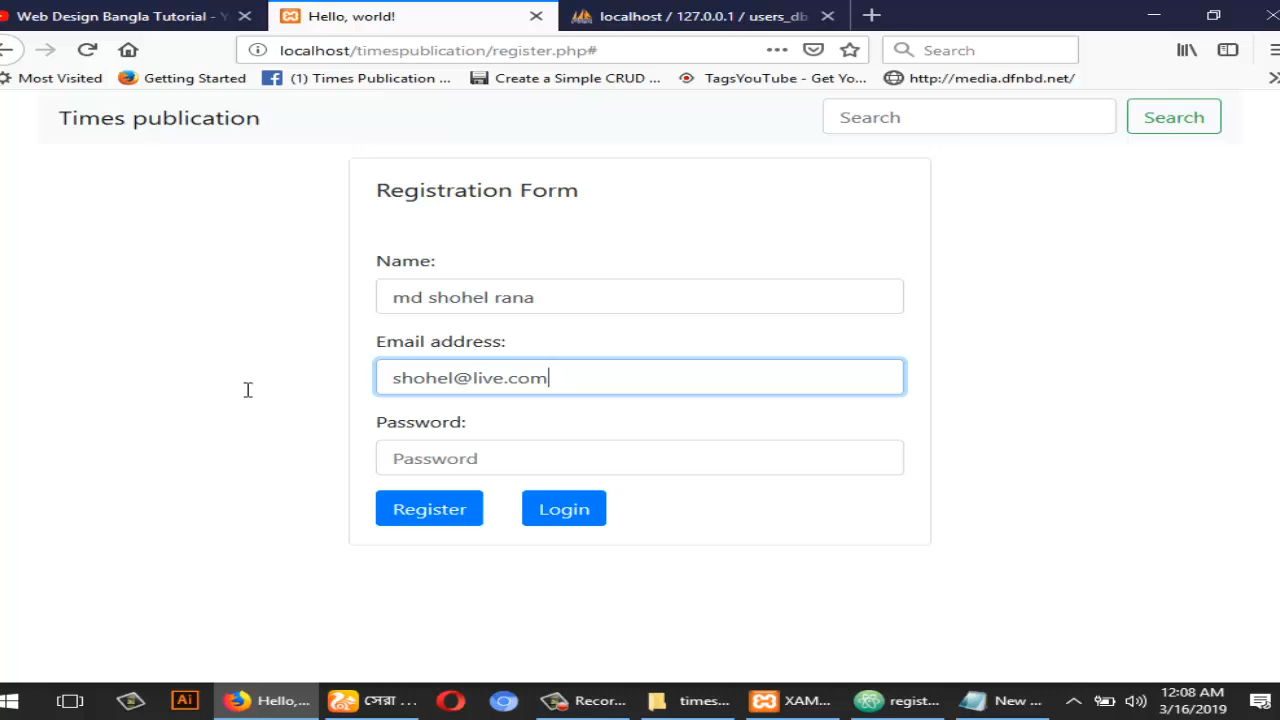 Web Design Bangla Tutorial - Y
Hello, world!
localhost / 127.0.0.1 / users_db
localhost/timespublication/register.php#
Search
Most Visited
Getting Started
(1) Times Publication ...
Create a Simple CRUD ...
TagsYouTube - Get Yo...
http://media.dfnbd.net/
Times publication
Search
Search
Registration Form
Name:
md shohel rana
Email address:
shohel@live.com
Password:
Password
Register
Login
Ai
Hello,...
সেরা ...
Recor...
times...
XAM...
regist...
New ...
12:08 AM
3/16/2019